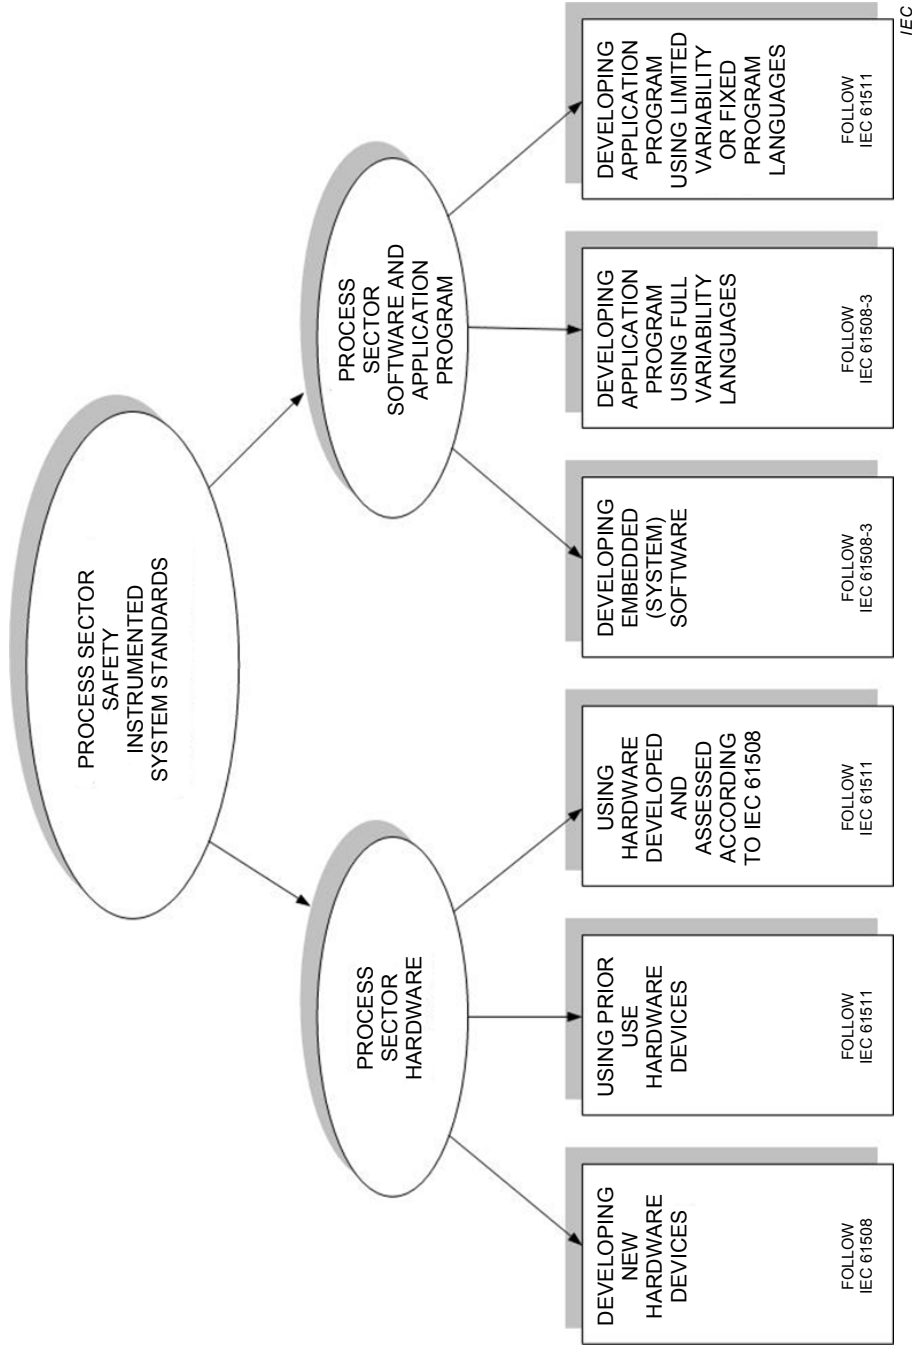 PROCESS SECTOR
SAFETY
INSTRUMENTED
SYSTEM STANDARDS
PROCESS
SECTOR
HARDWARE
PROCESS
SECTOR
SOFTWARE AND
APPLICATION
PROGRAM
DEVELOPING
NEW
HARDWARE
DEVICES
FOLLOW
IEC 61508
USING PRIOR
USE
HARDWARE
DEVICES
FOLLOW
IEC 61511
USING
HARDWARE
DEVELOPED
AND
ASSESSED
ACCORDING
TO IEC 61508
FOLLOW
IEC 61511
DEVELOPING
EMBEDDED
(SYSTEM)
SOFTWARE
FOLLOW
IEC 61508-3
DEVELOPING
APPLICATION
PROGRAM
USING FULL
VARIABILITY
LANGUAGES
FOLLOW
IEC 61508-3
DEVELOPING
APPLICATION
PROGRAM
USING LIMITED
VARIABILITY
OR FIXED
PROGRAM
LANGUAGES
FOLLOW
IEC 61511
IEC